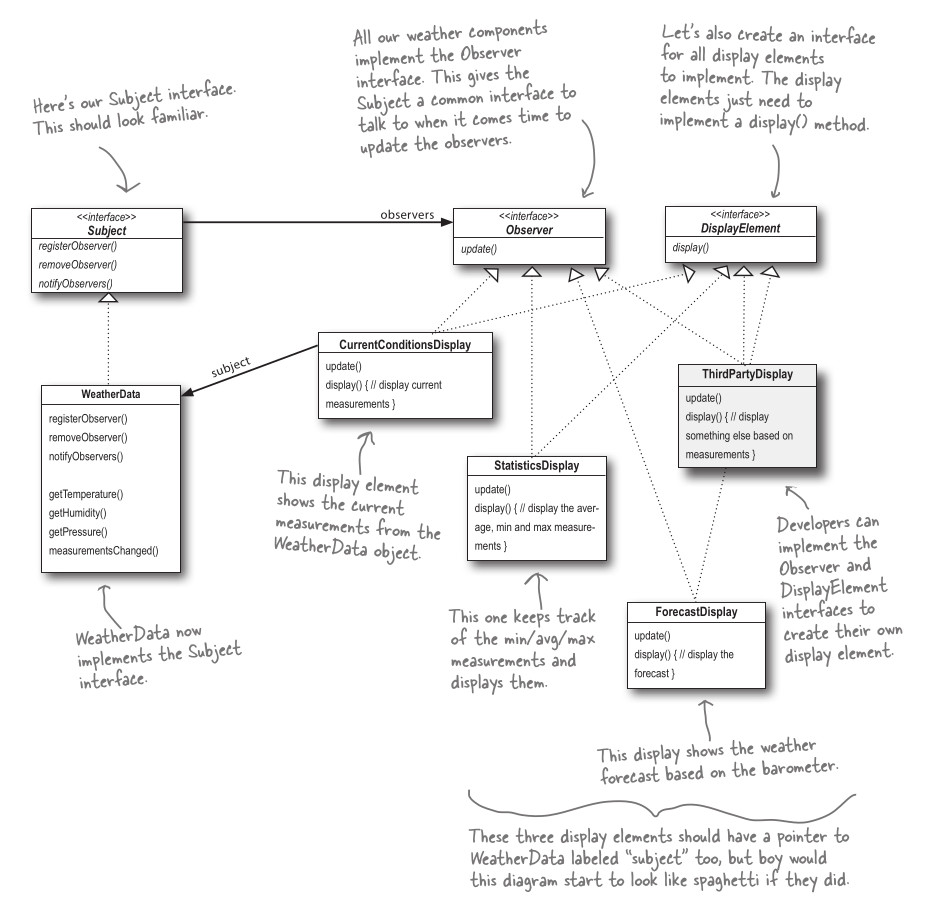 Here's our Subject interface.
This should look familiar.
All our weather components
implement the Observer
interface. This gives the
Subject a common interface to
talk to when it comes time to
update the observers.
Let's also create an interface
for all display elements
to implement. The display
elements just need to
implement a display() method.
<<interface>>
Subject
registerObserver()
removeObserver()
notifyObservers()
observers
<<interface>>
Observer
update()
<<interface>>
DisplayElement
display()
subject
CurrentConditionsDisplay
update()
display() { // display current
measurements }
WeatherData
registerObserver()
removeObserver()
notifyObservers()
getTemperature()
getHumidity()
getPressure()
measurementsChanged()
ThirdPartyDisplay
update()
display() { // display
something else based on
measurements }
StatisticsDisplay
update()
display() { // display the aver-
age, min and max measure-
ments }
This display element
shows the current
measurements from the
WeatherData object.
Developers can
implement the
Observer and
DisplayElement
interfaces to
create their own
display element.
WeatherData now
implements the Subject
interface.
This one keeps track
of the min/avg/max
measurements and
displays them.
ForecastDisplay
update()
display() { // display the
forecast }
This display shows the weather
forecast based on the barometer.
These three display elements should have a pointer to
WeatherData labeled "subject" too, but boy would
this diagram start to look like spaghetti if they did.